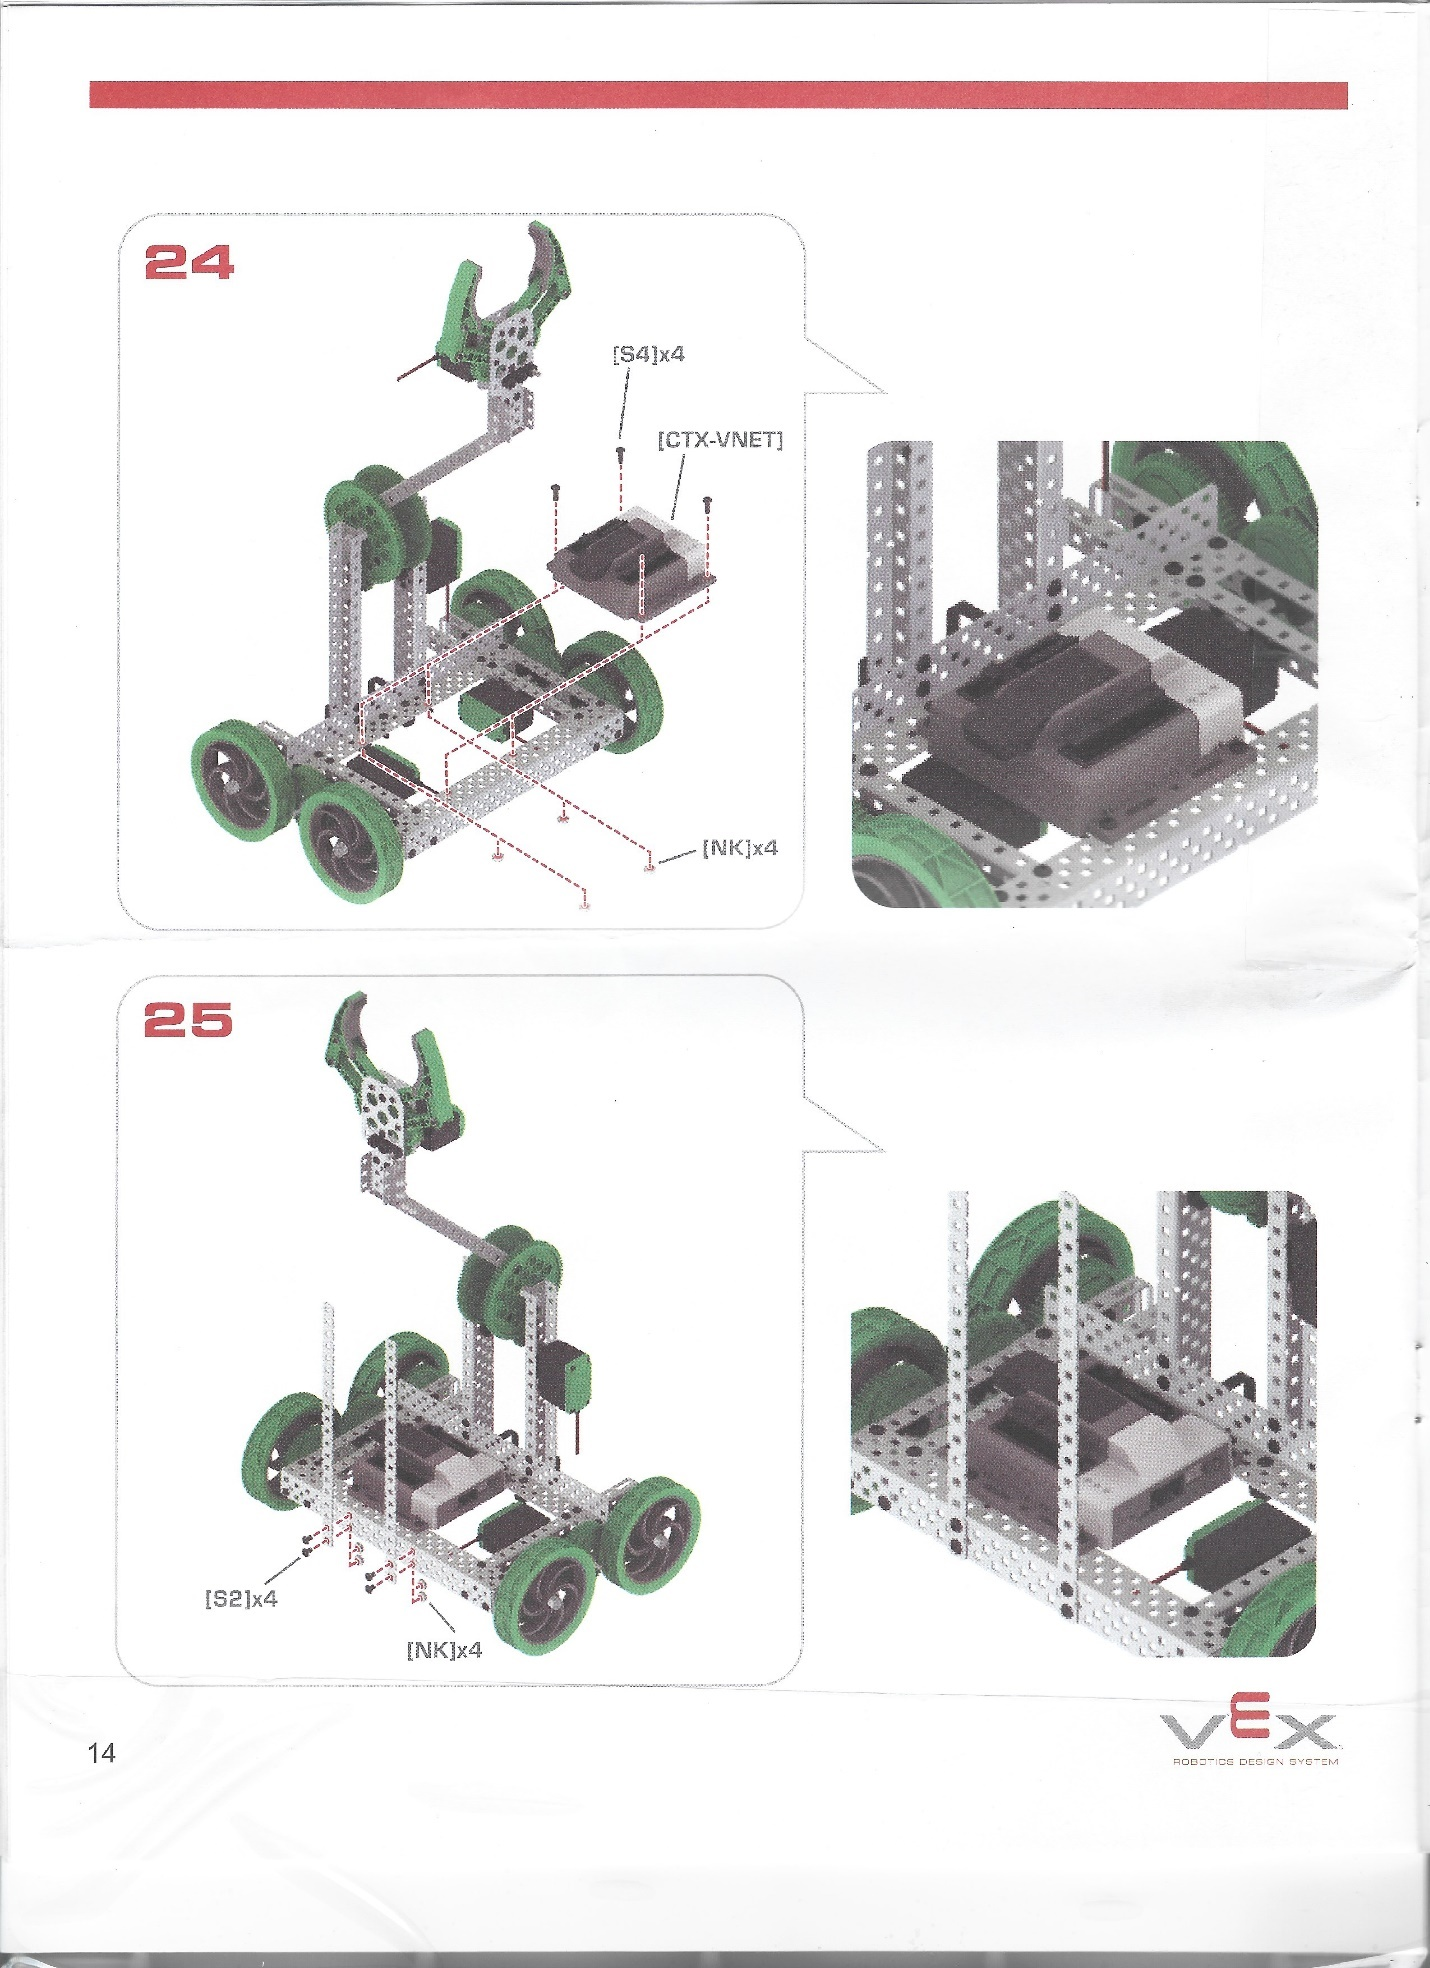 24
[S4]x4
[CTX-VNET]
[NK]x4
25
[S2]x4
[NK]x4
14
VEX
ROBOTICS DESIGN SYSTEM